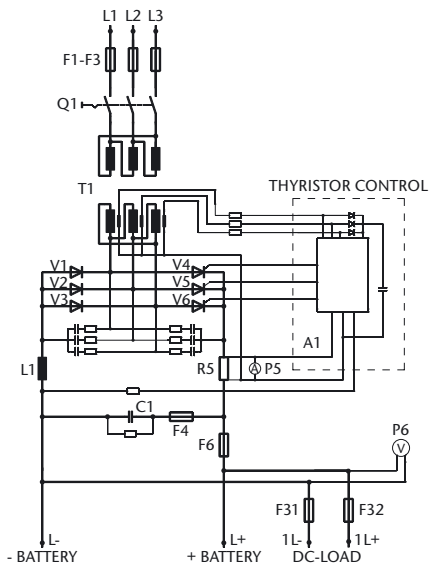 L1 L2 L3
F1-F3
Q1
T1
THYRISTOR CONTROL
V1 V4
V2 V5
V3 V6
A1
L1
R5
A P5
C1
F4
F6
P6
V
F31 F32
L- L+ 1L- 1L+
- BATTERY + BATTERY DC-LOAD